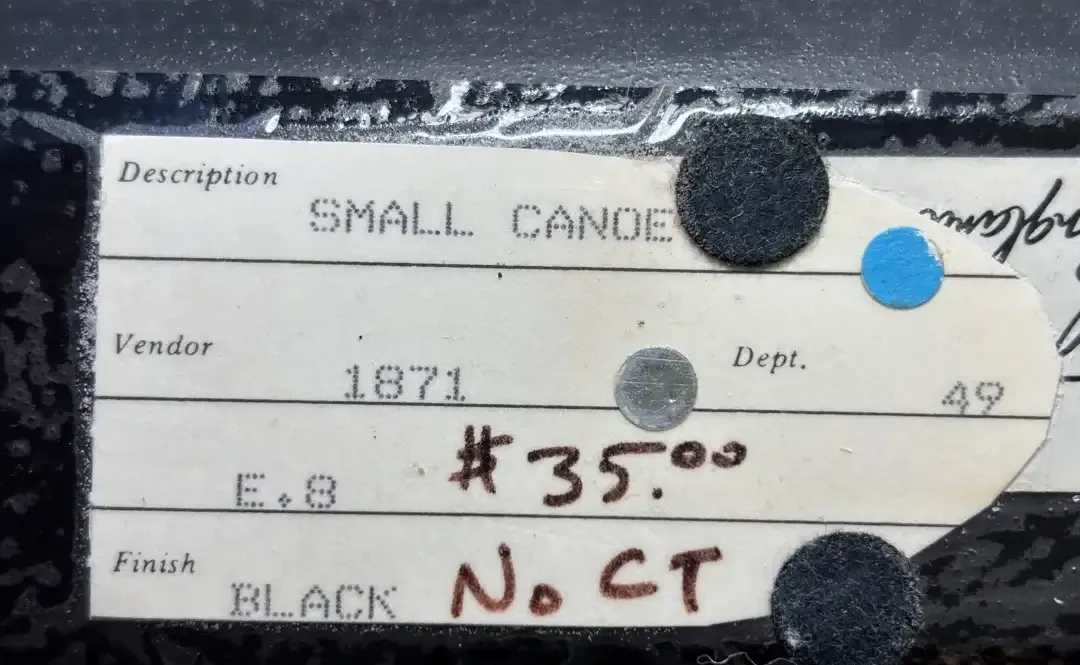 Description
SMALL CANOE
Vendor
1871
Dept.
49
E.8
#35.00
Finish
BLACK
No CT